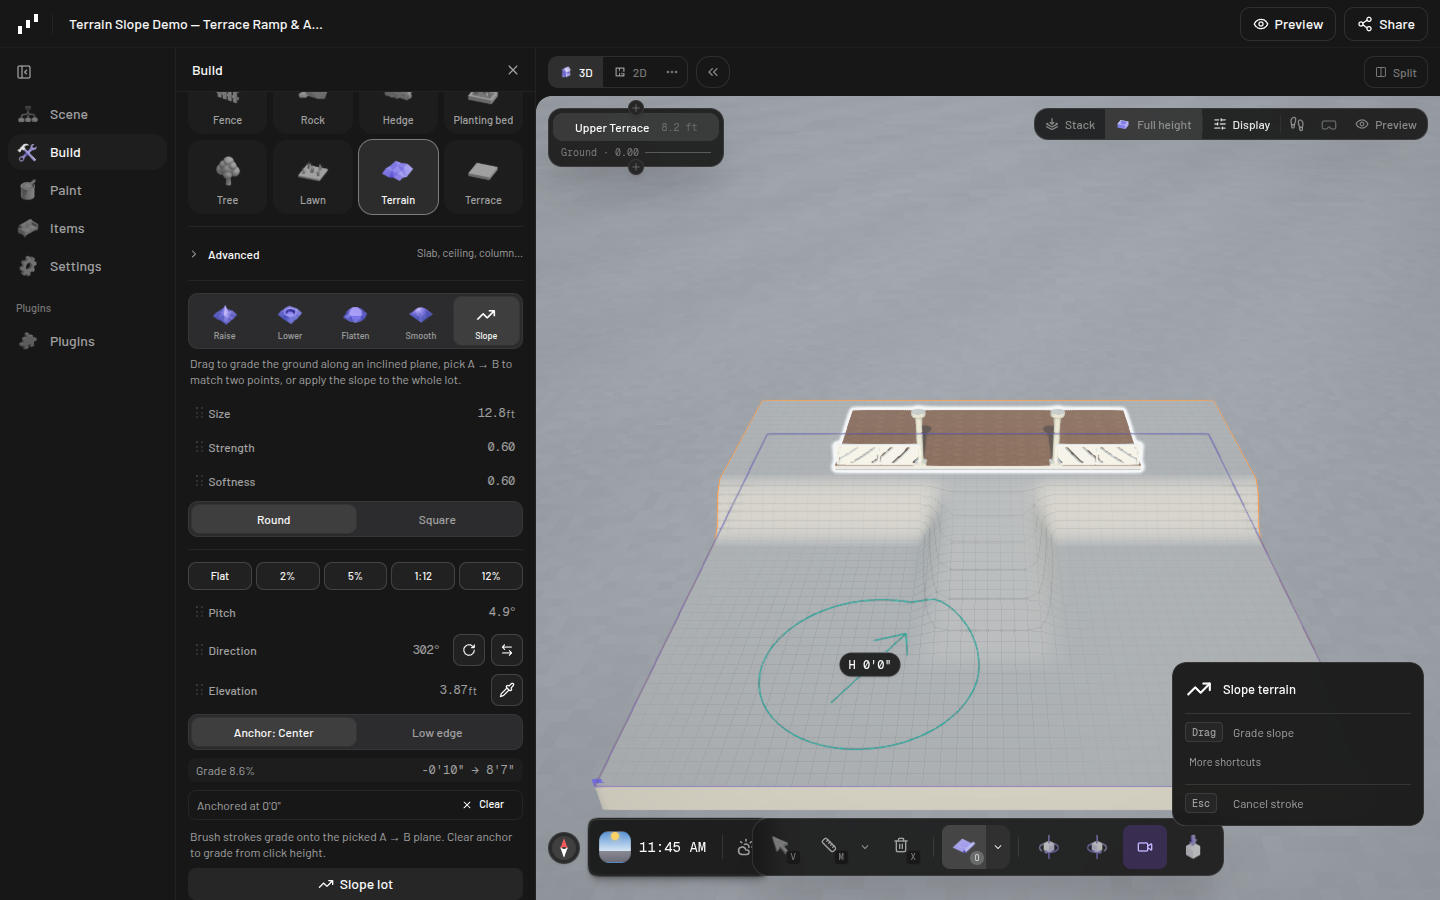 Terrain Slope Demo — Terrace Ramp & A...
Preview
Share
Scene
Build
Paint
Items
Settings
Plugins
Plugins
Build
Fence
Rock
Hedge
Planting bed
Tree
Lawn
Terrain
Terrace
Advanced
Slab, ceiling, column...
Raise
Lower
Flatten
Smooth
Slope
Drag to grade the ground along an inclined plane, pick A → B to
match two points, or apply the slope to the whole lot.
Size
12.8ft
Strength
0.60
Softness
0.60
Round
Square
Flat
2%
5%
1:12
12%
Pitch
4.9°
Direction
302°
Elevation
3.87ft
Anchor: Center
Low edge
Grade 8.6%
-0'10" → 8'7"
Anchored at 0'0"
Clear
Brush strokes grade onto the picked A → B plane. Clear anchor
to grade from click height.
Slope lot
3D
2D
Split
Upper Terrace 8.2 ft
Ground · 0.00
Stack
Full height
Display
Preview
H 0'0"
Slope terrain
Drag
Grade slope
More shortcuts
Esc
Cancel stroke
11:45 AM
V
M
X
0